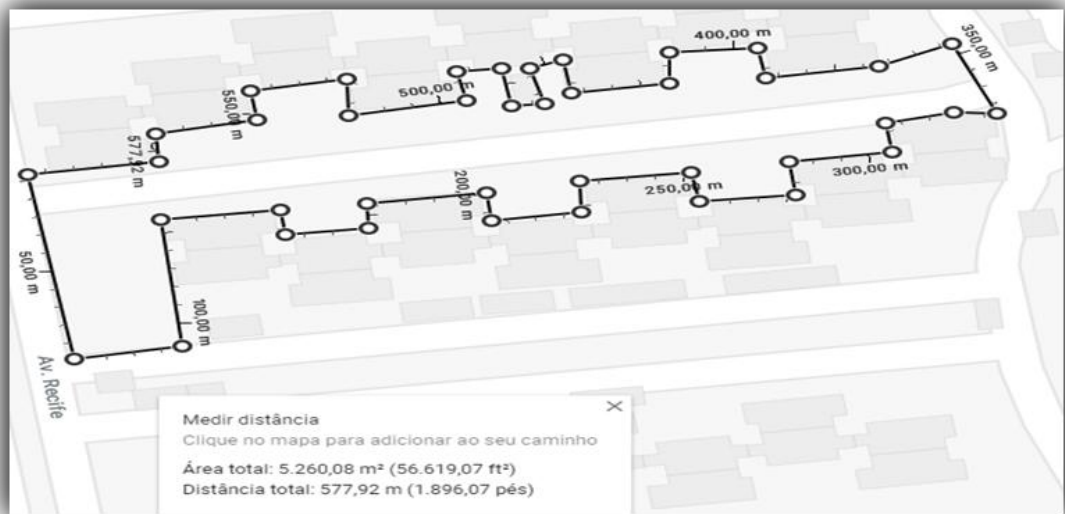 400,00 m
350,00 m
500,00 m
550,00 m
577,92 m
200,00 m
250,00 m
300,00 m
50,00 m
100,00 m
Av. Recife
Medir distância
Clique no mapa para adicionar ao seu caminho
Área total: 5.260,08 m² (56.619,07 ft²)
Distância total: 577,92 m (1.896,07 pés)